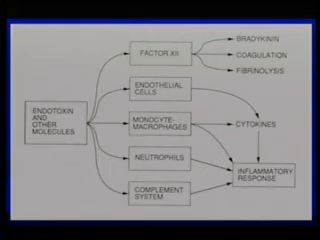 FACTOR XII
BRADYKININ
COAGULATION
FIBRINOLYSIS
ENDOTHELIAL
CELLS
ENDOTOXIN
AND
OTHER
MOLECULES
MONOCYTE-
MACROPHAGES
CYTOKINES
NEUTROPHILS
INFLAMMATORY
RESPONSE
COMPLEMENT
SYSTEM